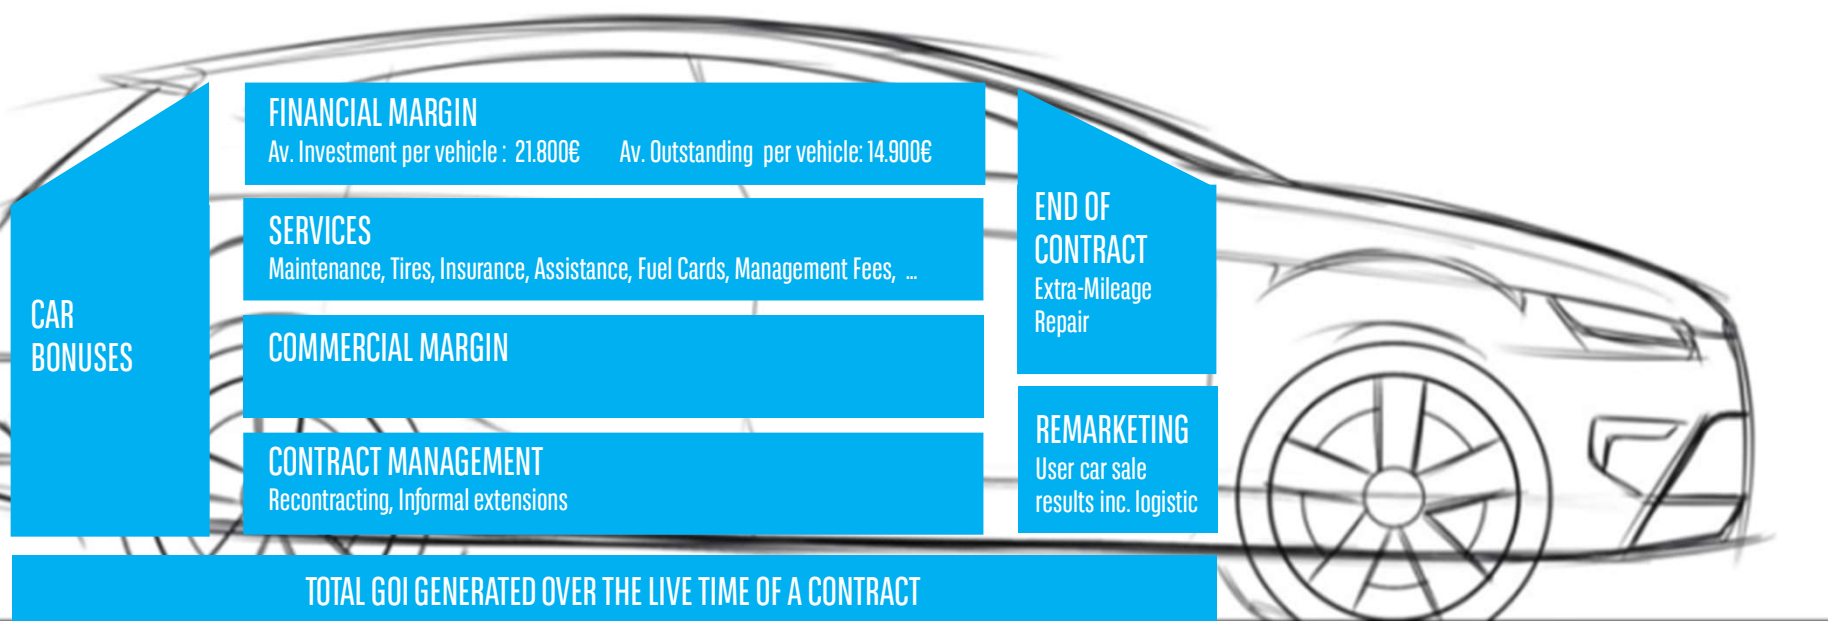 CAR
BONUSES
FINANCIAL MARGIN
Av. Investment per vehicle : 21.800€ Av. Outstanding per vehicle: 14.900€
SERVICES
Maintenance, Tires, Insurance, Assistance, Fuel Cards, Management Fees, ...
COMMERCIAL MARGIN
CONTRACT MANAGEMENT
Recontracting, Informal extensions
END OF
CONTRACT
Extra-Mileage
Repair
REMARKETING
User car sale
results inc. logistic
TOTAL GOI GENERATED OVER THE LIVE TIME OF A CONTRACT